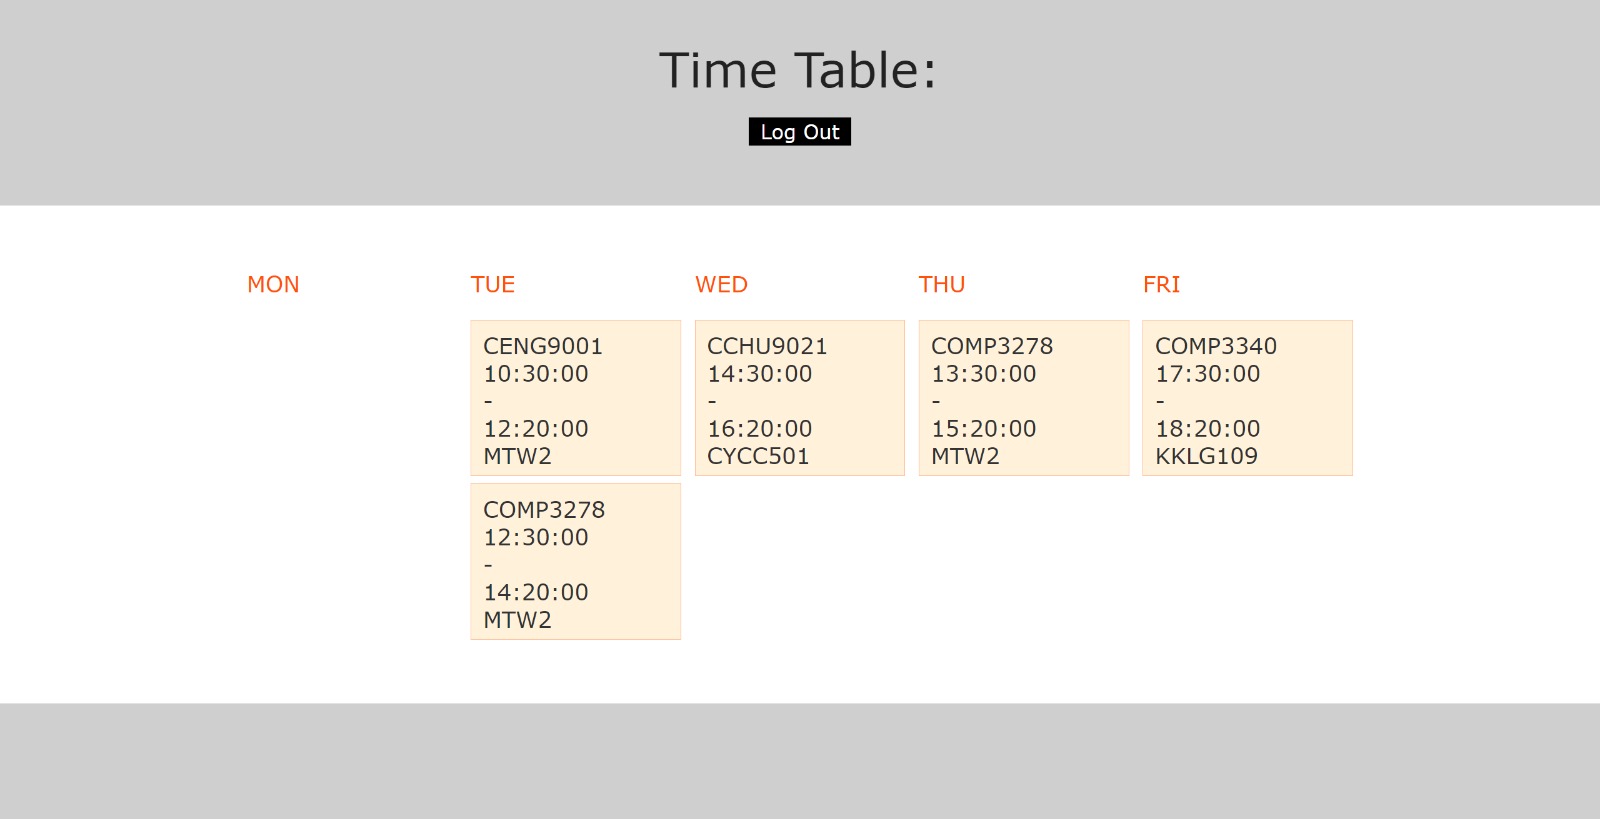 Time Table:
Log Out
MON
TUE
WED
THU
FRI
CENG9001
10:30:00
-
12:20:00
MTW2
COMP3278
12:30:00
-
14:20:00
MTW2
CCHU9021
14:30:00
-
16:20:00
CYCC501
COMP3278
13:30:00
-
15:20:00
MTW2
COMP3340
17:30:00
-
18:20:00
KKLG109